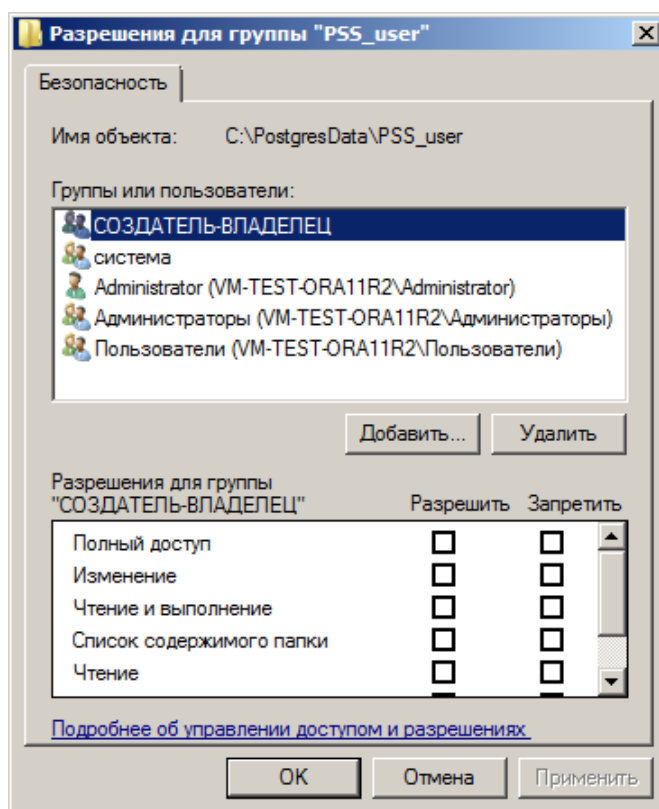 Разрешения для группы "PSS_user"
Безопасность
Имя объекта: C:\PostgresData\PSS_user
Группы или пользователи:
СОЗДАТЕЛЬ-ВЛАДЕЛЕЦ
система
Administrator (VM-TEST-ORA11R2\Administrator)
Администраторы (VM-TEST-ORA11R2\Администраторы)
Пользователи (VM-TEST-ORA11R2\Пользователи)
Добавить... Удалить
Разрешения для группы
"СОЗДАТЕЛЬ-ВЛАДЕЛЕЦ" Разрешить Запретить
Полный доступ
Изменение
Чтение и выполнение
Список содержимого папки
Чтение
Подробнее об управлении доступом и разрешениях
ОК Отмена Применить